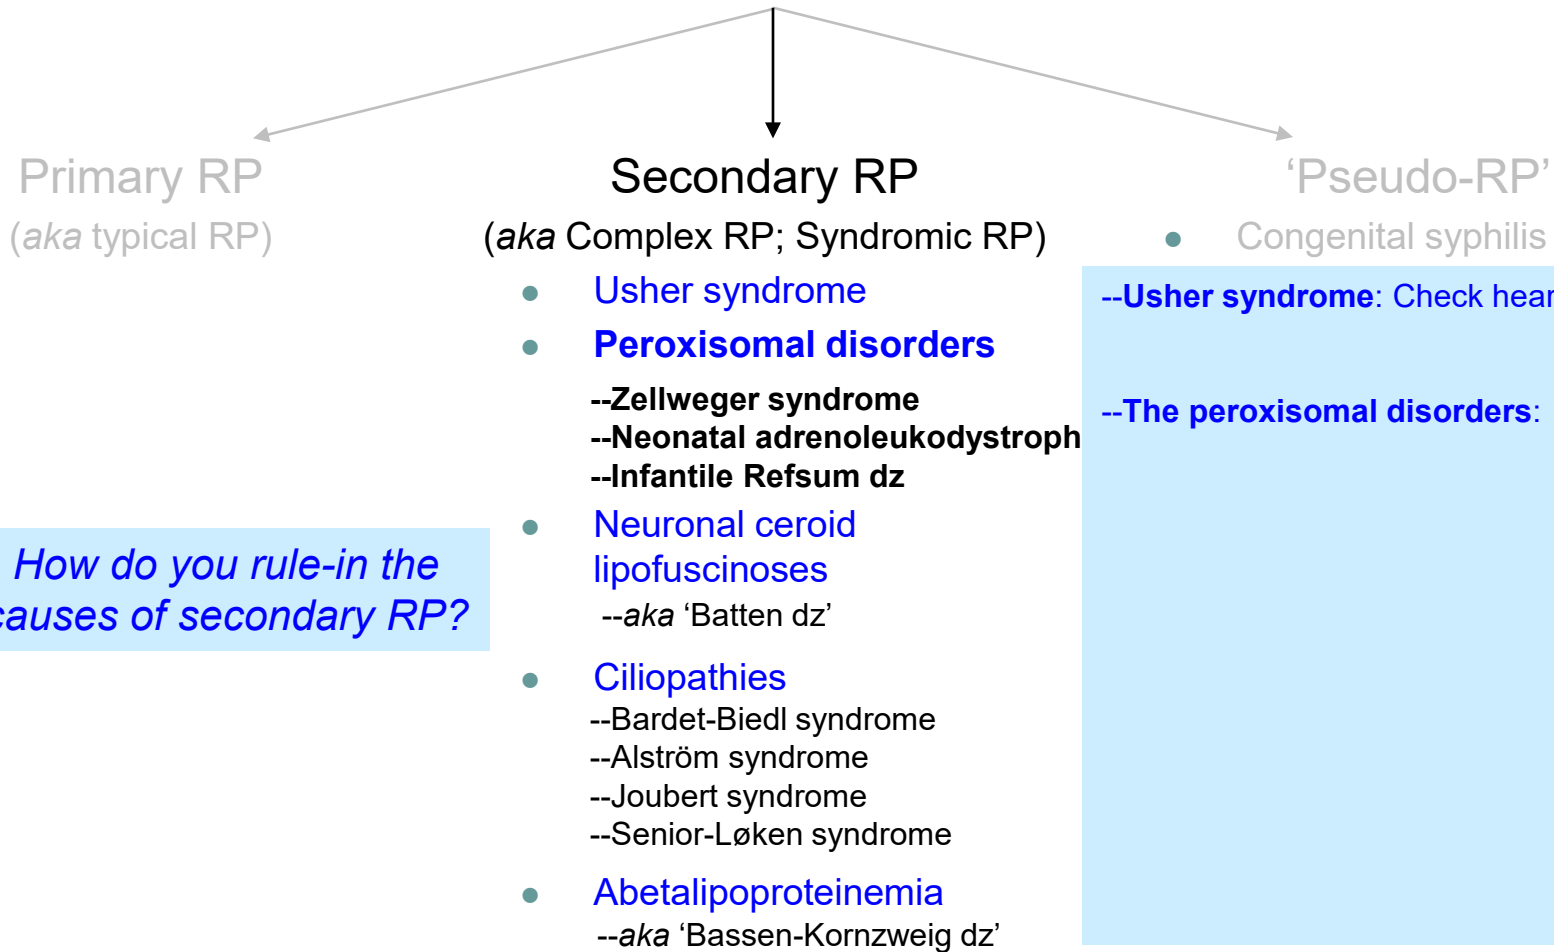 Primary RP
(aka typical RP)
Secondary RP
(aka Complex RP; Syndromic RP)
● Usher syndrome
● Peroxisomal disorders
--Zellweger syndrome
--Neonatal adrenoleukodystroph
--Infantile Refsum dz
● Neuronal ceroid
lipofuscinoses
--aka ‘Batten dz’
● Ciliopathies
--Bardet-Biedl syndrome
--Alström syndrome
--Joubert syndrome
--Senior-Løken syndrome
● Abetalipoproteinemia
--aka ‘Bassen-Kornzweig dz’
‘Pseudo-RP’
● Congenital syphilis
--Usher syndrome: Check hear
--The peroxisomal disorders:
How do you rule-in the
causes of secondary RP?